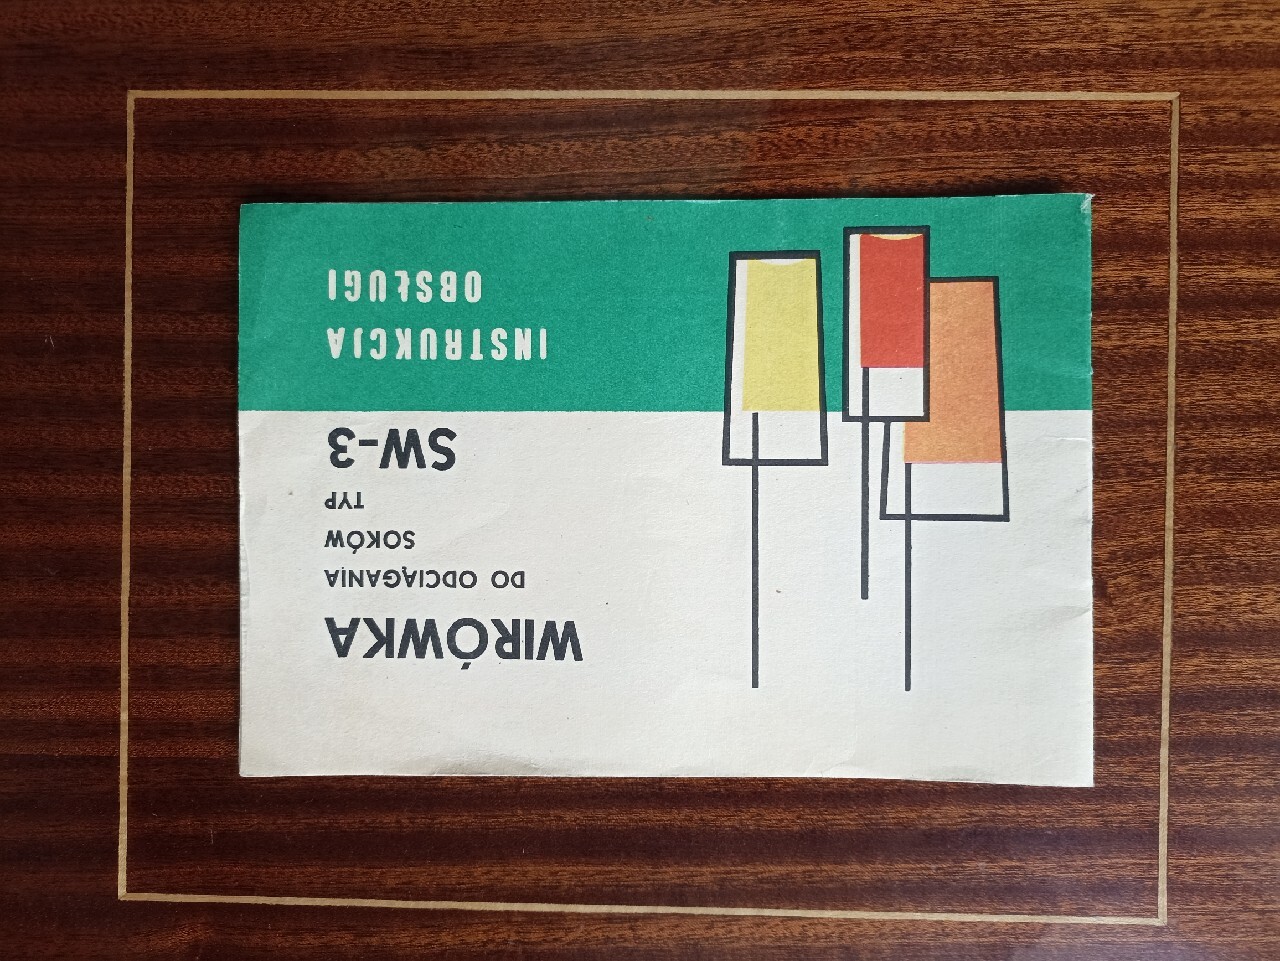 WIRÓWKA
DO ODCIĄGANIA
SOKÓW
TYP
SW-3
INSTRUKCJA
OBSŁUGI